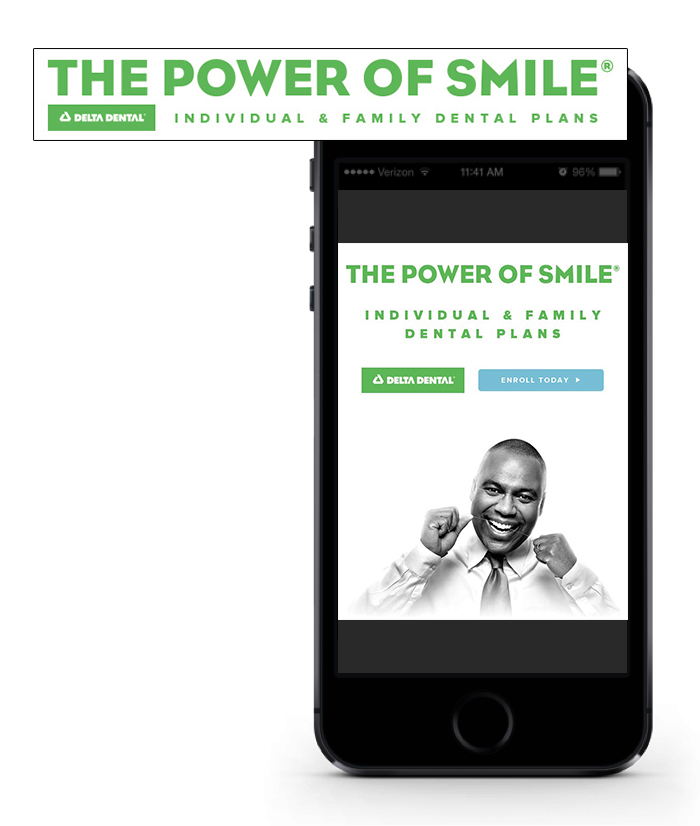 THE POWER OF SMILE®
DELTA DENTAL®
INDIVIDUAL & FAMILY DENTAL PLANS
Verizon
11:41 AM
96%
THE POWER OF SMILE®
INDIVIDUAL & FAMILY
DENTAL PLANS
DELTA DENTAL®
ENROLL TODAY